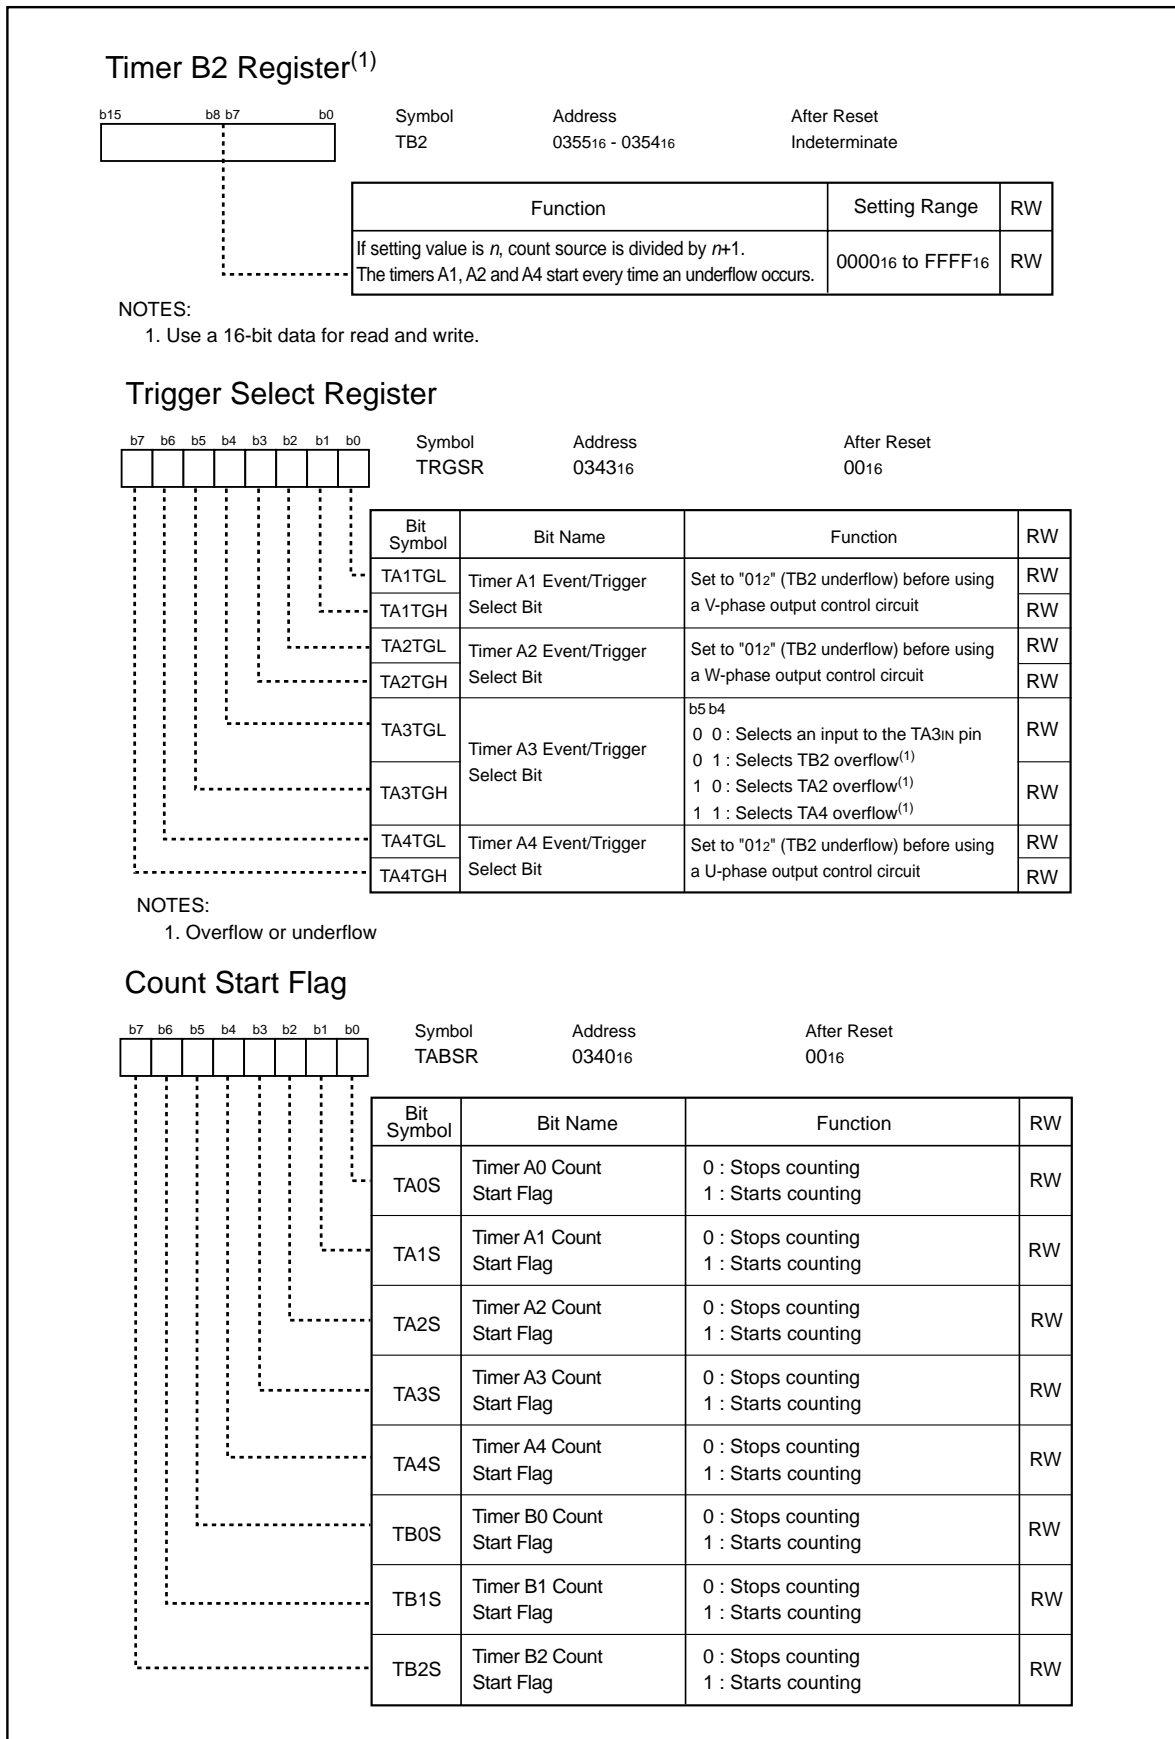 Timer B2 Register(1)
b15 b8 b7 b0 Symbol Address After Reset
TB2 035516 - 035416 Indeterminate
Function Setting Range RW
If setting value is n, count source is divided by n+1.
The timers A1, A2 and A4 start every time an underflow occurs. 000016 to FFFF16 RW
NOTES:
1. Use a 16-bit data for read and write.
Trigger Select Register
b7 b6 b5 b4 b3 b2 b1 b0 Symbol Address After Reset
TRGSR 034316 0016
Bit Symbol Bit Name Function RW
TA1TGL Timer A1 Event/Trigger Set to "012" (TB2 underflow) before using RW
TA1TGH Select Bit a V-phase output control circuit RW
TA2TGL Timer A2 Event/Trigger Set to "012" (TB2 underflow) before using RW
TA2TGH Select Bit a W-phase output control circuit RW
b5 b4
TA3TGL 0 0 : Selects an input to the TA3IN pin RW
Timer A3 Event/Trigger 0 1 : Selects TB2 overflow(1)
Select Bit
TA3TGH 1 0 : Selects TA2 overflow(1) RW
1 1 : Selects TA4 overflow(1)
TA4TGL Timer A4 Event/Trigger Set to "012" (TB2 underflow) before using RW
TA4TGH Select Bit a U-phase output control circuit RW
NOTES:
1. Overflow or underflow
Count Start Flag
b7 b6 b5 b4 b3 b2 b1 b0 Symbol Address After Reset
TABSR 034016 0016
Bit Symbol Bit Name Function RW
TA0S Timer A0 Count 0 : Stops counting RW
Start Flag 1 : Starts counting
TA1S Timer A1 Count 0 : Stops counting RW
Start Flag 1 : Starts counting
TA2S Timer A2 Count 0 : Stops counting RW
Start Flag 1 : Starts counting
TA3S Timer A3 Count 0 : Stops counting RW
Start Flag 1 : Starts counting
TA4S Timer A4 Count 0 : Stops counting RW
Start Flag 1 : Starts counting
TB0S Timer B0 Count 0 : Stops counting RW
Start Flag 1 : Starts counting
TB1S Timer B1 Count 0 : Stops counting RW
Start Flag 1 : Starts counting
TB2S Timer B2 Count 0 : Stops counting RW
Start Flag 1 : Starts counting